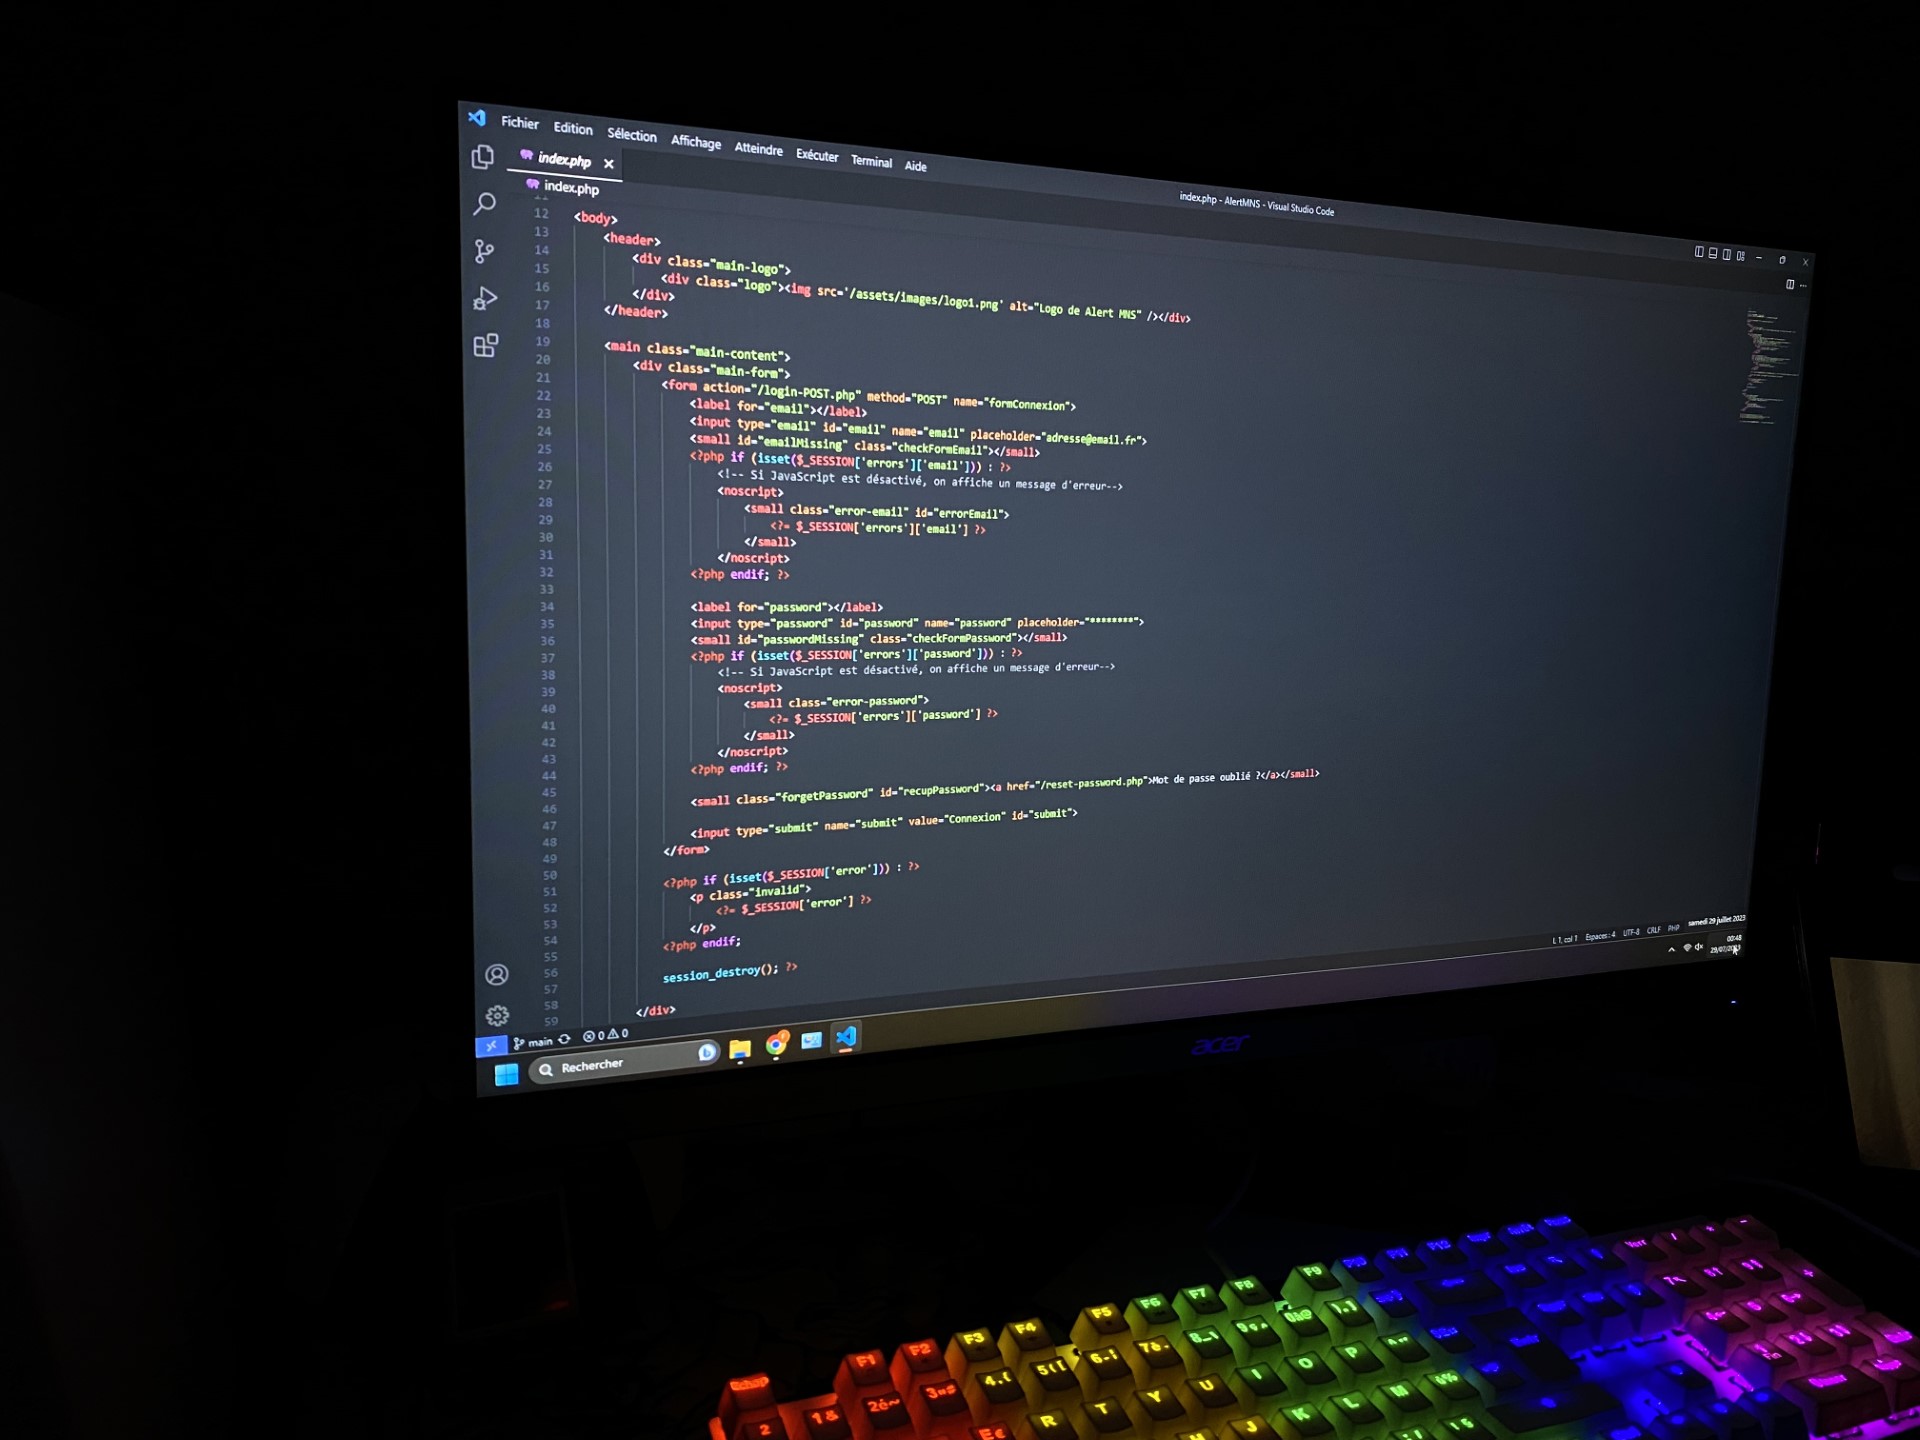 Fichier Edition Sélection Affichage Atteindre Exécuter Terminal Aide
index.php - AlertMNS - Visual Studio Code
index.php
index.php
11
12 <body>
13 <header>
14 <div class="main-logo">
15 <div class="logo"><img src='/assets/images/logo1.png' alt="Logo de Alert MNS" /></div>
16 </div>
17 </header>
18
19 <main class="main-content">
20 <div class="main-form">
21 <form action="/login-POST.php" method="POST" name="formConnexion">
22 <label for="email"></label>
23 <input type="email" id="email" name="email" placeholder="adresse@email.fr">
24 <small id="emailMissing" class="checkFormEmail"></small>
25 <?php if (isset($_SESSION['errors']['email'])) : ?>
26 <!-- Si JavaScript est désactivé, on affiche un message d'erreur-->
27 <noscript>
28 <small class="error-email" id="errorEmail">
29 <?= $_SESSION['errors']['email'] ?>
30 </small>
31 </noscript>
32 <?php endif; ?>
33
34 <label for="password"></label>
35 <input type="password" id="password" name="password" placeholder="********">
36 <small id="passwordMissing" class="checkFormPassword"></small>
37 <?php if (isset($_SESSION['errors']['password'])) : ?>
38 <!-- Si JavaScript est désactivé, on affiche un message d'erreur-->
39 <noscript>
40 <small class="error-password">
41 <?= $_SESSION['errors']['password'] ?>
42 </small>
43 </noscript>
44 <?php endif; ?>
45
46 <small class="forgetPassword" id="recupPassword"><a href="/reset-password.php">Mot de passe oublié ?</a></small>
47
48 <input type="submit" name="submit" value="Connexion" id="submit">
49 </form>
50
51 <?php if (isset($_SESSION['error'])) : ?>
52 <p class="invalid">
53 <?= $_SESSION['error'] ?>
54 </p>
55 <?php endif;
56
57 session_destroy(); ?>
58
59 </div>
main 0 0
L 1, col 1 Espaces : 4 UTF-8 CRLF PHP
samedi 29 juillet 2023
00:48
29/07/2023
Rechercher
acer
Echap F1 F2 F3 F4 F5 F6 F7 F8 F9
R T Y U I O P
J K L M